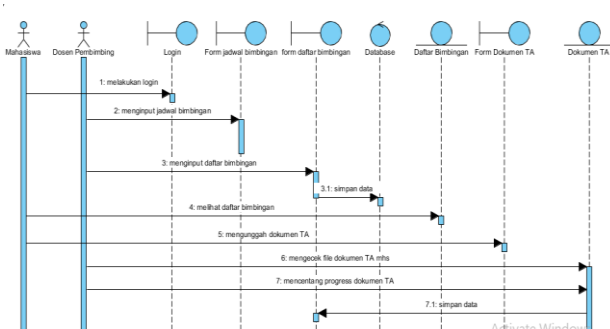 Mahasiswa
Dosen Pembimbing
Login
Form jadwal bimbingan
form daftar bimbingan
Database
Daftar Bimbingan
Form Dokumen TA
Dokumen TA
1: melakukan login
2: menginput jadwal bimbingan
3: menginput daftar bimbingan
3.1: simpan data
4: melihat daftar bimbingan
5: mengunggah dokumen TA
6: mengecek file dokumen TA mhs
7: mencentang progress dokumen TA
7.1: simpan data
Activate Window